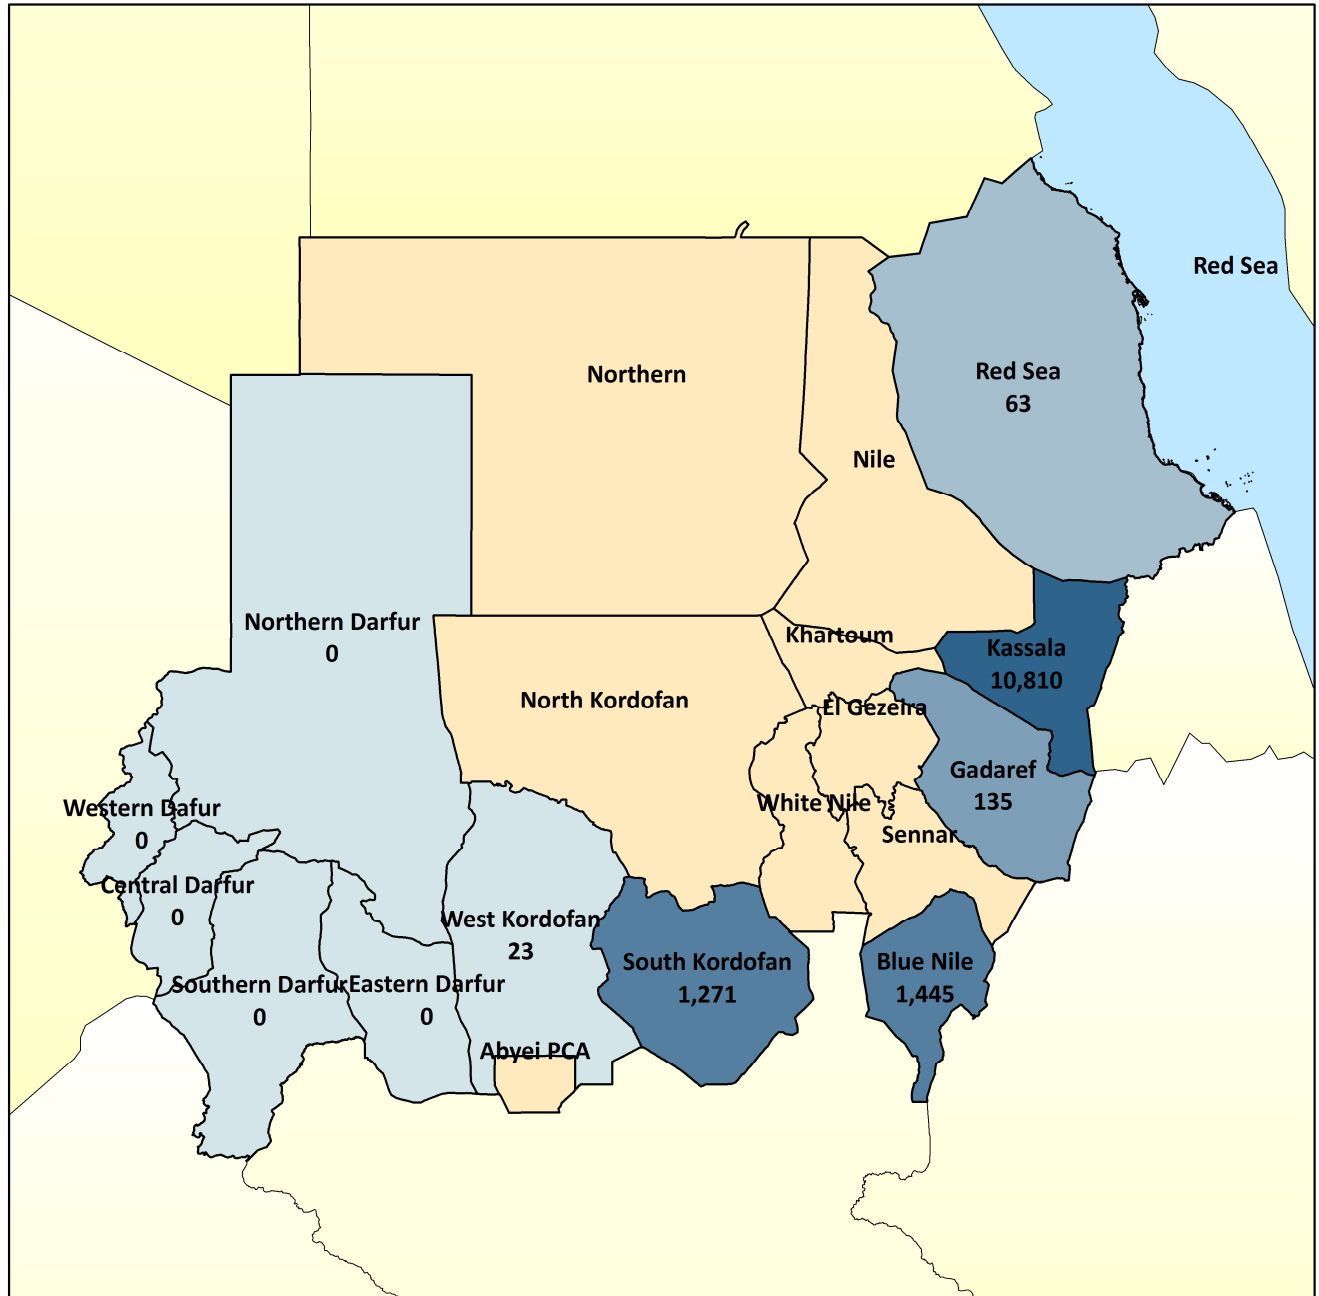 Red Sea
Red Sea
63
Northern
Nile
Northern Darfur
0
Khartoum
Kassala
10,810
North Kordofan
El Gezeira
Gadaref
135
Western Dafur
0
White Nile
Sennar
Central Darfur
0
West Kordofan
23
South Kordofan
1,271
Blue Nile
1,445
Southern Darfur
0
Eastern Darfur
0
Abyei PCA